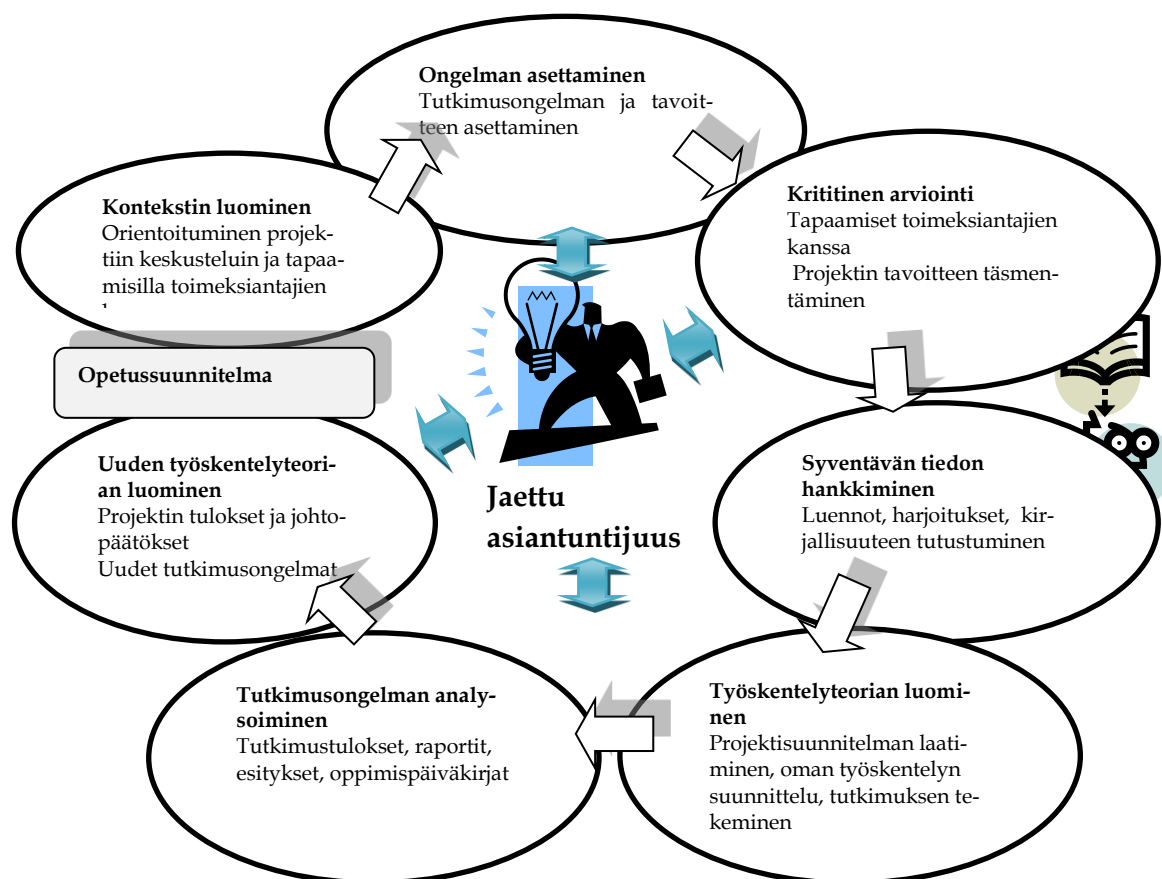 Ongelman asettaminen
Tutkimusongelman ja tavoit-
teen asettaminen
Krititinen arviointi
Tapaamiset toimeksiantajien
kanssa
Projektin tavoitteen täsmen-
täminen
Kontekstin luominen
Orientoituminen projek-
tiin keskusteluin ja tapaa-
misilla toimeksiantajien
Opetussuunnitelma
Syventävän tiedon
hankkiminen
Luennot, harjoitukset, kir-
jallisuuteen tutustuminen
Uuden työskentelyteori-
an luominen
Projektin tulokset ja johto-
päätökset
Uudet tutkimusongelmat
Jaettu
asiantuntijuus
Työskentelyteorian luomi-
nen
Projektisuunnitelman laati-
minen, oman työskentelyn
suunnittelu, tutkimuksen te-
keminen
Tutkimusongelman analy-
soiminen
Tutkimustulokset, raportit,
esitykset, oppimispäiväkirjat